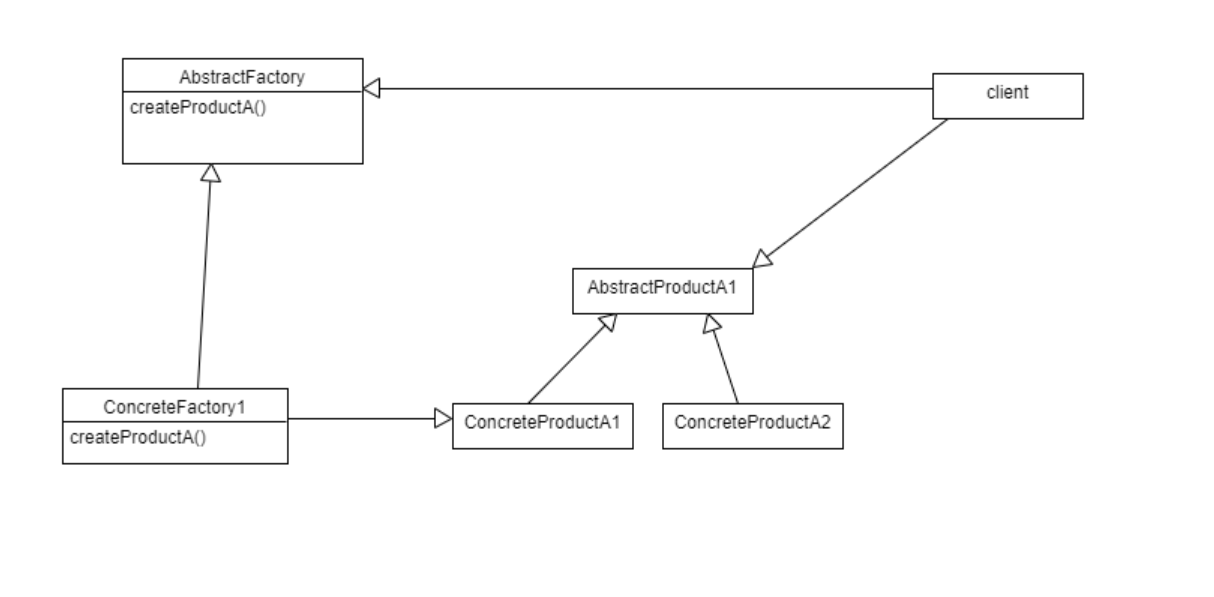 AbstractFactory
createProductA()
client
AbstractProductA1
ConcreteFactory1
createProductA()
ConcreteProductA1
ConcreteProductA2